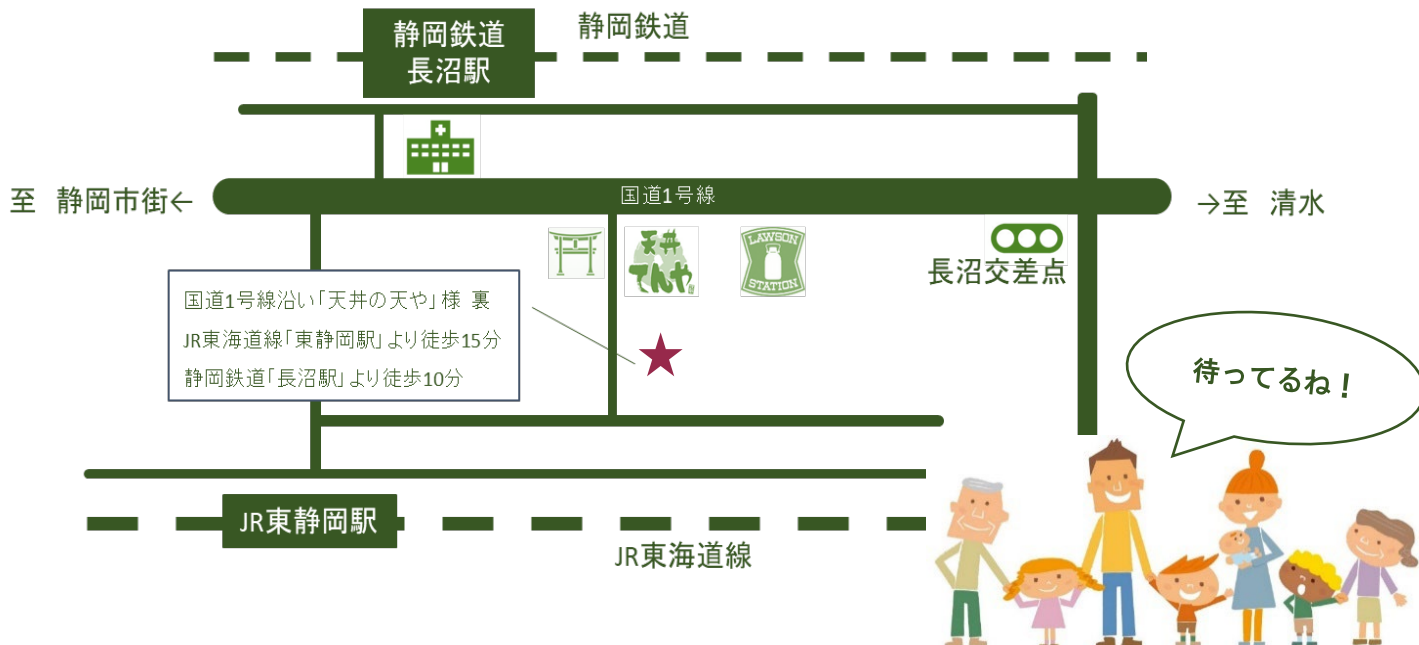 静岡鉄道
長沼駅
静岡鉄道
至 静岡市街←
国道1号線
→至 清水
天丼
てんや
LAWSON
STATION
長沼交差点
国道1号線沿い「天丼の天や」様 裏
JR東海道線「東静岡駅」より徒歩15分
静岡鉄道「長沼駅」より徒歩10分
待ってるね!
JR東静岡駅
JR東海道線